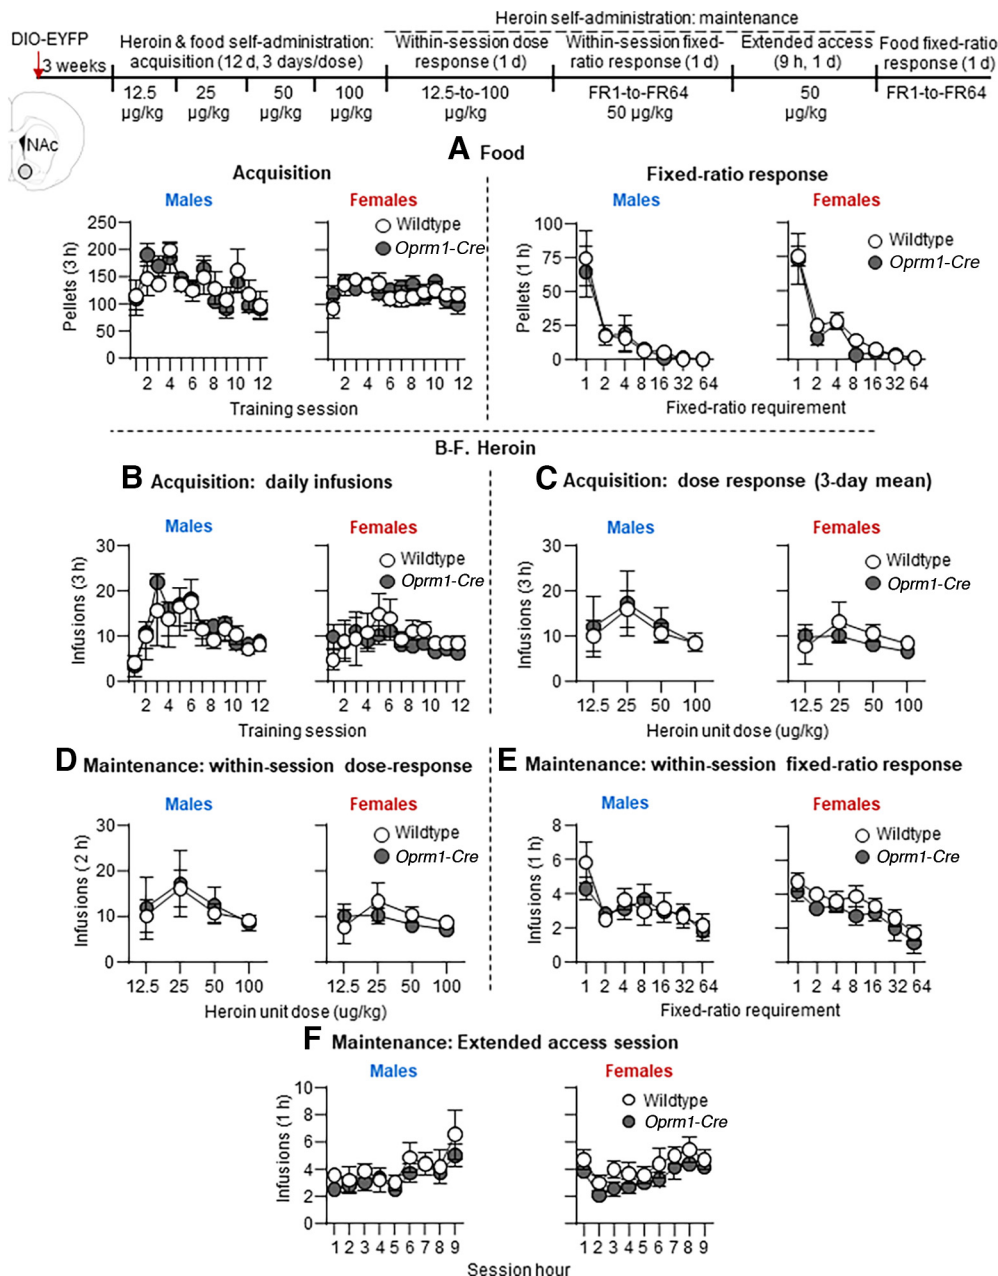 Heroin self-administration: maintenance
DIO-EYFP
3 weeks
Heroin & food self-administration:
acquisition (12 d, 3 days/dose)
Within-session dose
response (1 d)
Within-session fixed-
ratio response (1 d)
Extended access
(9 h, 1 d)
Food fixed-ratio
response (1 d)
12.5
µg/kg
25
µg/kg
50
µg/kg
100
µg/kg
12.5-to-100
µg/kg
FR1-to-FR64
50 µg/kg
50
µg/kg
FR1-to-FR64
NAc
A Food
Acquisition
Males
Females
Wildtype
Oprm1-Cre
Pellets (3 h)
250
200
150
100
50
0
2 4 6 8 10 12
2 4 6 8 10 12
Training session
Fixed-ratio response
Males
Females
Wildtype
Oprm1-Cre
Pellets (1 h)
100
75
50
25
0
1 2 4 8 16 32 64
1 2 4 8 16 32 64
Fixed-ratio requirement
B-F. Heroin
B Acquisition: daily infusions
Males
Females
Wildtype
Oprm1-Cre
Infusions (3 h)
30
20
10
0
2 4 6 8 10 12
2 4 6 8 10 12
Training session
C Acquisition: dose response (3-day mean)
Males
Females
Wildtype
Oprm1-Cre
Infusions (3 h)
30
20
10
0
12.5 25 50 100
12.5 25 50 100
Heroin unit dose (ug/kg)
D Maintenance: within-session dose-response
Males
Females
Wildtype
Oprm1-Cre
Infusions ( 2 h)
30
20
10
0
12.5 25 50 100
12.5 25 50 100
Heroin unit dose (ug/kg)
E Maintenance: within-session fixed-ratio response
Males
Females
Wildtype
Oprm1-Cre
Infusions (1 h)
8
6
4
2
0
1 2 4 8 16 32 64
1 2 4 8 16 32 64
Fixed-ratio requirement
F Maintenance: Extended access session
Males
Females
Wildtype
Oprm1-Cre
Infusions (1 h)
10
8
6
4
2
0
1 2 3 4 5 6 7 8 9
1 2 3 4 5 6 7 8 9
Session hour